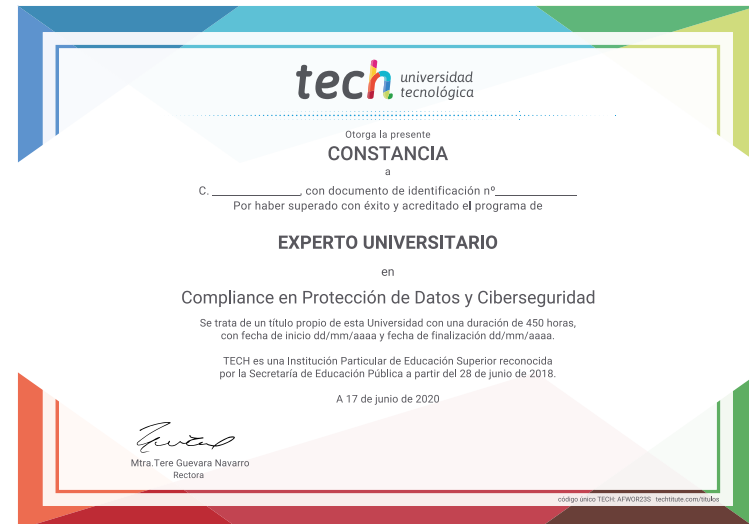 tech universidad
tecnológica
Otorga la presente
CONSTANCIA
a
C. ______________, con documento de identificación nº______________
Por haber superado con éxito y acreditado el programa de
EXPERTO UNIVERSITARIO
en
Compliance en Protección de Datos y Ciberseguridad
Se trata de un título propio de esta Universidad con una duración de 450 horas,
con fecha de inicio dd/mm/aaaa y fecha de finalización dd/mm/aaaa.
TECH es una Institución Particular de Educación Superior reconocida
por la Secretaría de Educación Pública a partir del 28 de junio de 2018.
A 17 de junio de 2020
Mtra.Tere Guevara Navarro
Rectora
código único TECH: AFWOR23S techtitute.com/titulos